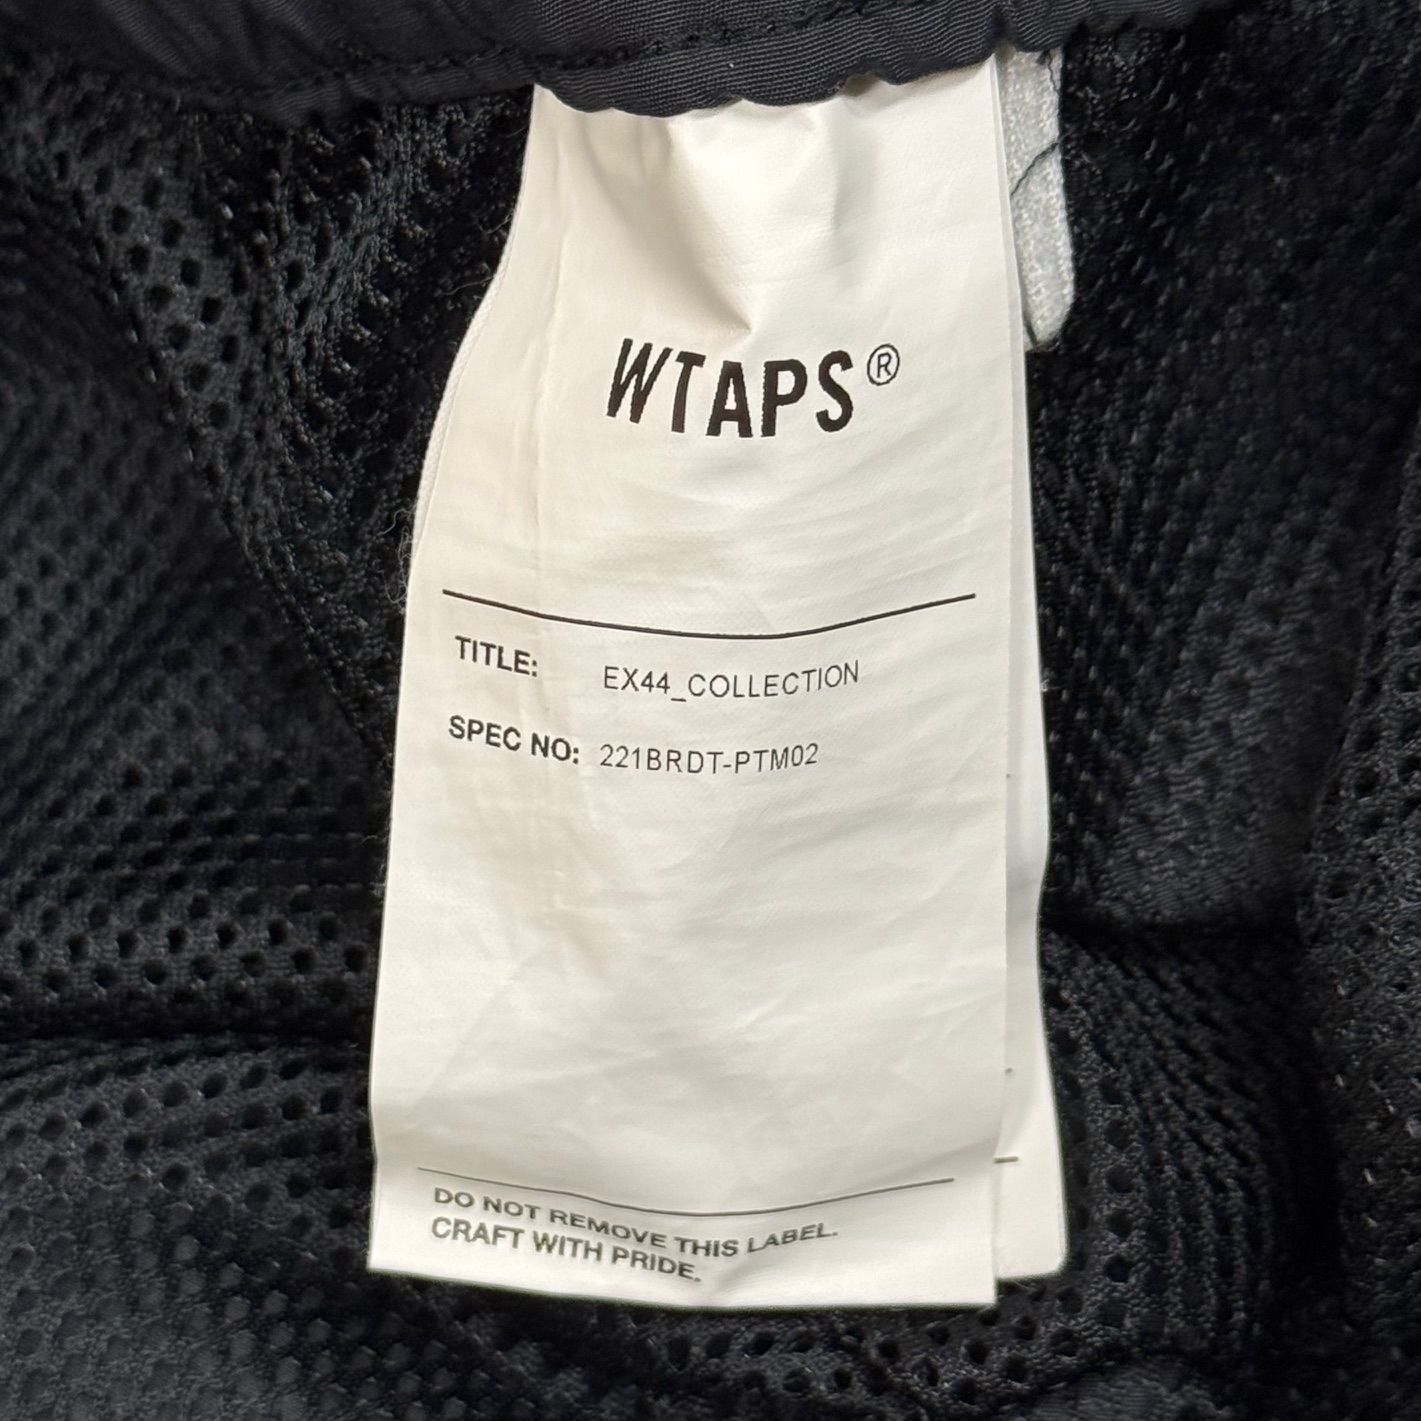 WTAPS®
TITLE: EX44_COLLECTION
SPEC NO: 221BRDT-PTM02
DO NOT REMOVE THIS LABEL.
CRAFT WITH PRIDE.